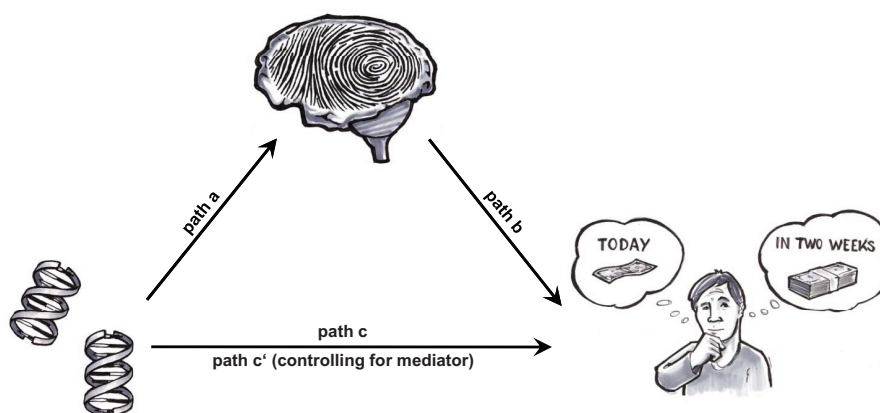 path a
path b
TODAY
IN TWO WEEKS
path c
path c‘ (controlling for mediator)